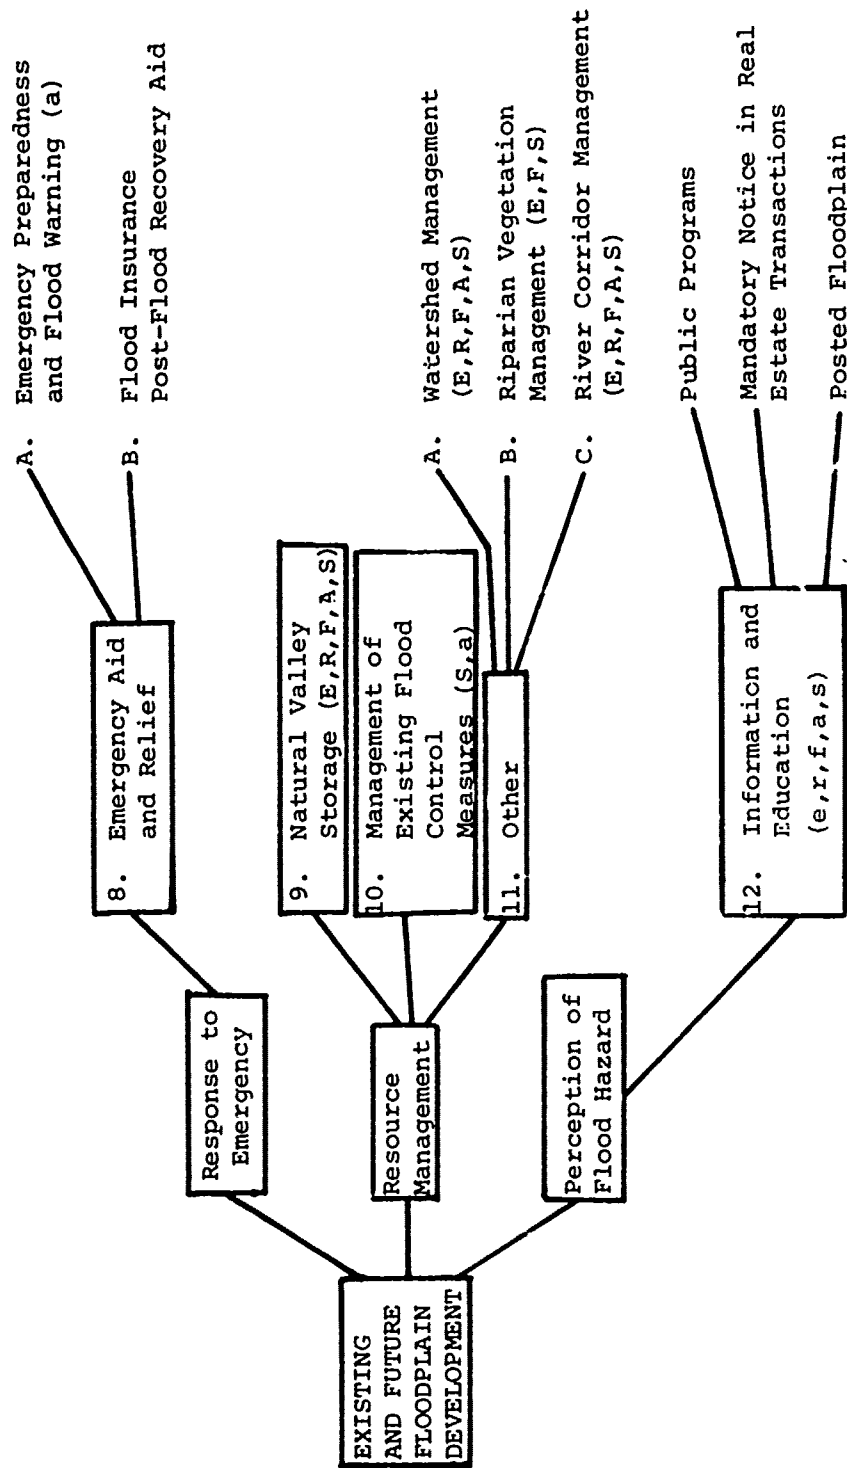 EXISTING
AND FUTURE
FLOODPLAIN
DEVELOPMENT
Response to
Emergency
8. Emergency Aid
and Relief
A. Emergency Preparedness
and Flood Warning (a)
B. Flood Insurance
Post-Flood Recovery Aid
Resource
Management
9. Natural Valley
Storage (E,R,F,A,S)
10. Management of
Existing Flood
Control
Measures (S,a)
11. Other
A. Watershed Management
(E,R,F,A,S)
B. Riparian Vegetation
Management (E,F,S)
C. River Corridor Management
(E,R,F,A,S)
Perception of
Flood Hazard
12. Information and
Education
(e,r,f,a,s)
Public Programs
Mandatory Notice in Real
Estate Transactions
Posted Floodplain